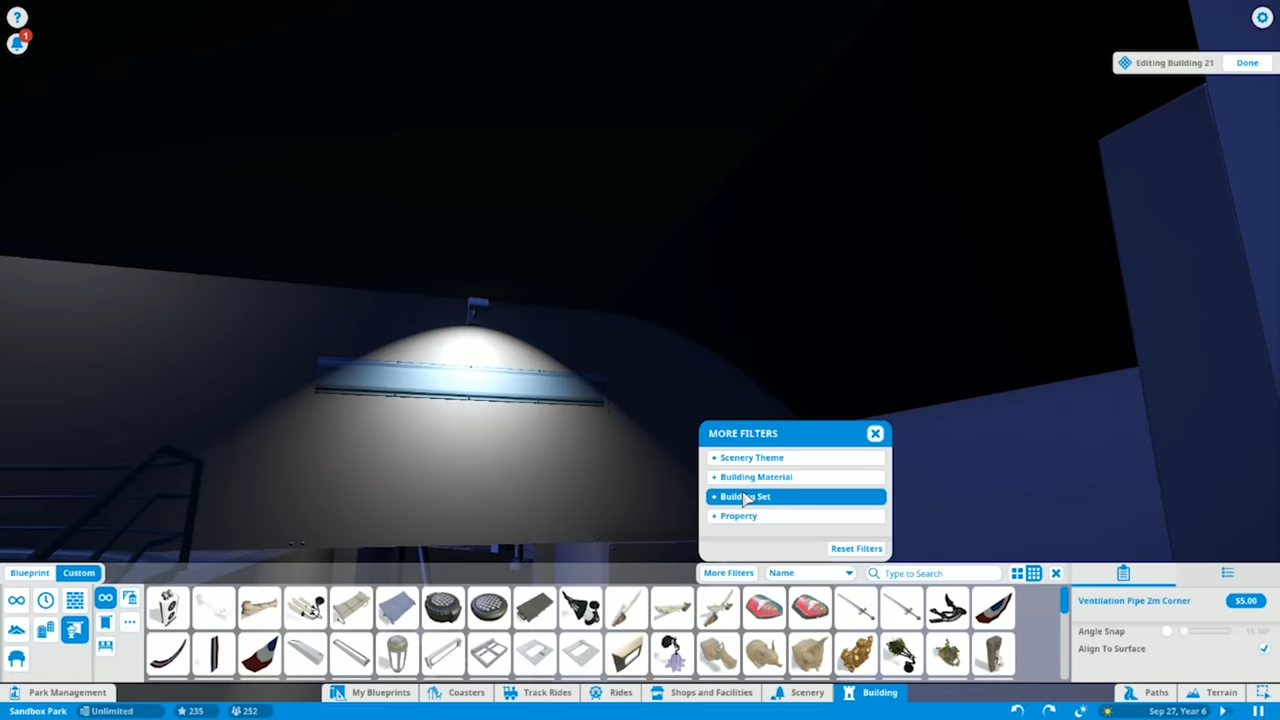 ?
1
Editing Building 21
Done
MORE FILTERS
+ Scenery Theme
+ Building Material
+ Building Set
+ Property
Reset Filters
Blueprint
Custom
More Filters
Name
Type to Search
Ventilation Pipe 2m Corner
$5.00
Angle Snap
15.00°
Align To Surface
Park Management
My Blueprints
Coasters
Track Rides
Rides
Shops and Facilities
Scenery
Building
Paths
Terrain
Sandbox Park
Unlimited
235
252
Sep 27, Year 6